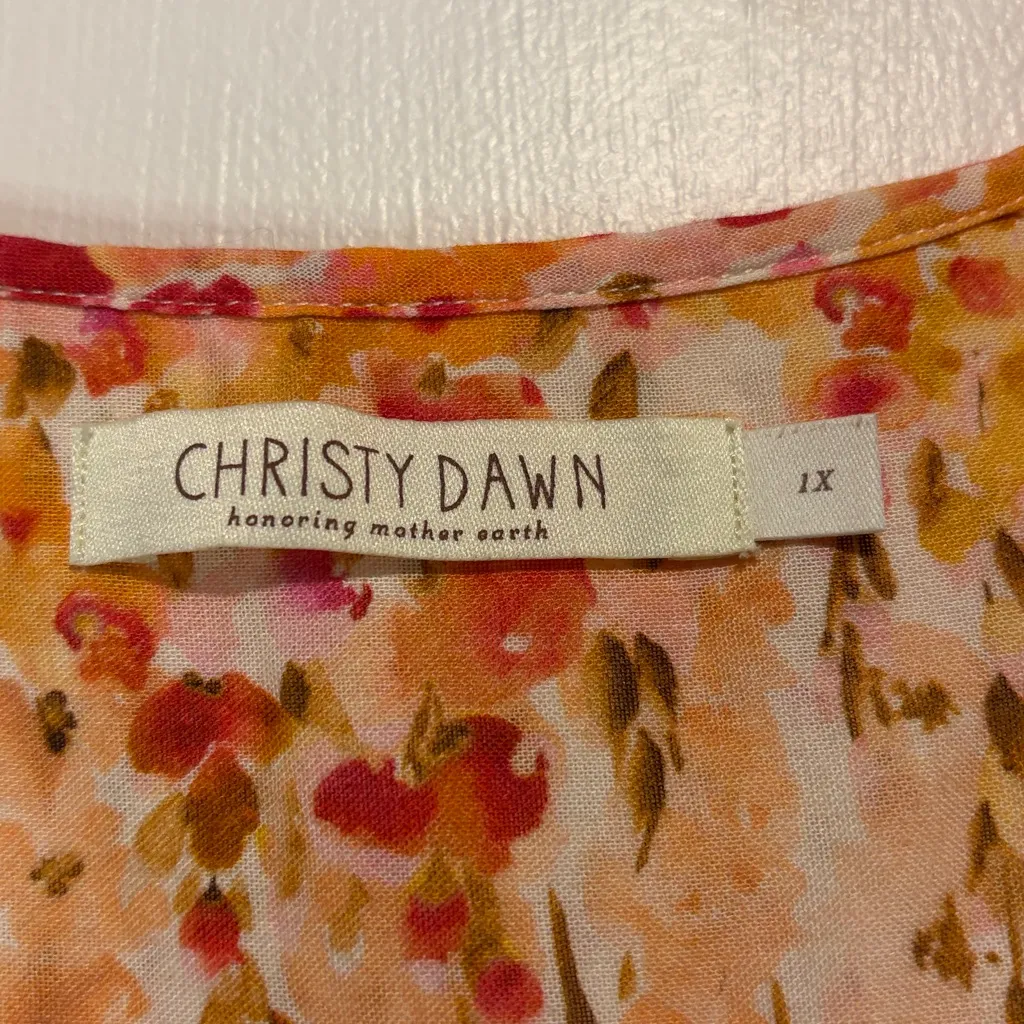 CHRISTY DAWN
honoring mother earth
1X